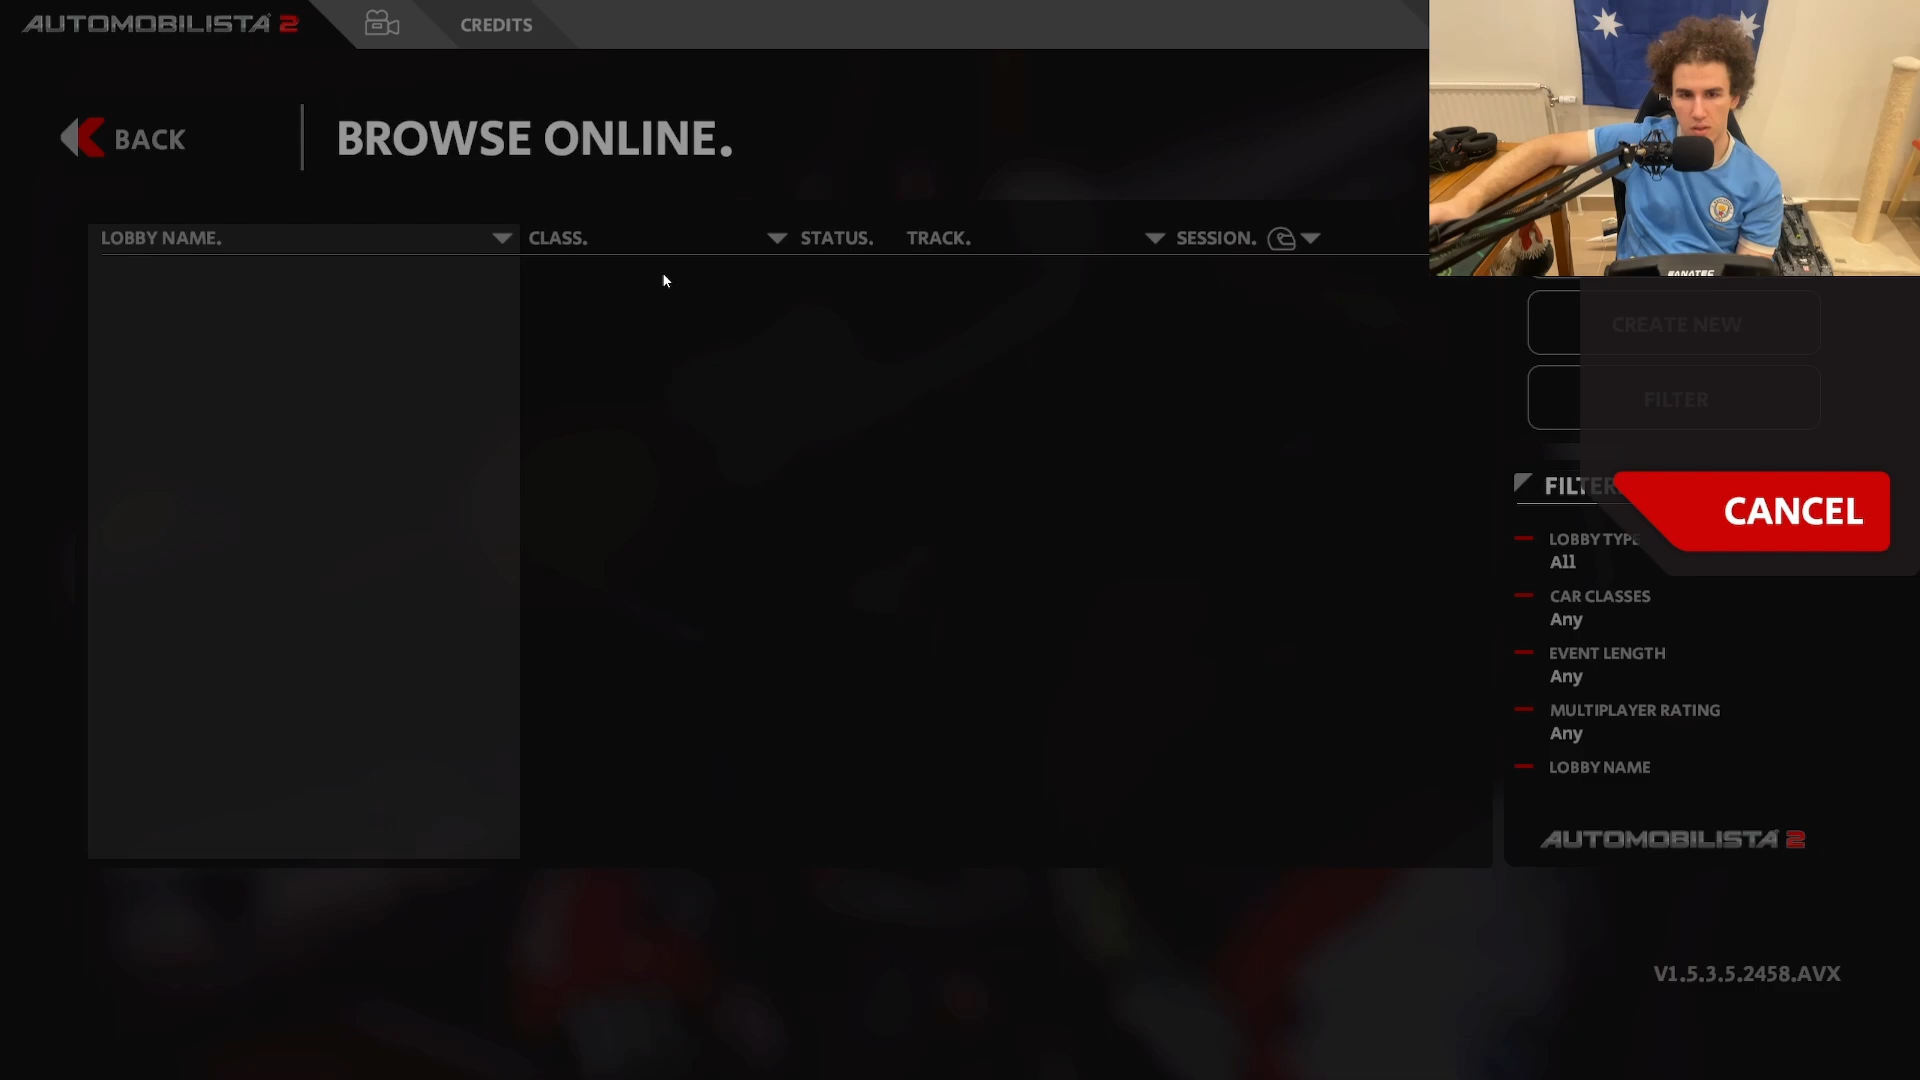 AUTOMOBILISTA 2
CREDITS
BACK
BROWSE ONLINE.
LOBBY NAME.
CLASS.
STATUS.
TRACK.
SESSION.
FANATEC
CREATE NEW
FILTER
FILTER
CANCEL
LOBBY TYPE
All
CAR CLASSES
Any
EVENT LENGTH
Any
MULTIPLAYER RATING
Any
LOBBY NAME
AUTOMOBILISTA 2
V1.5.3.5.2458.AVX